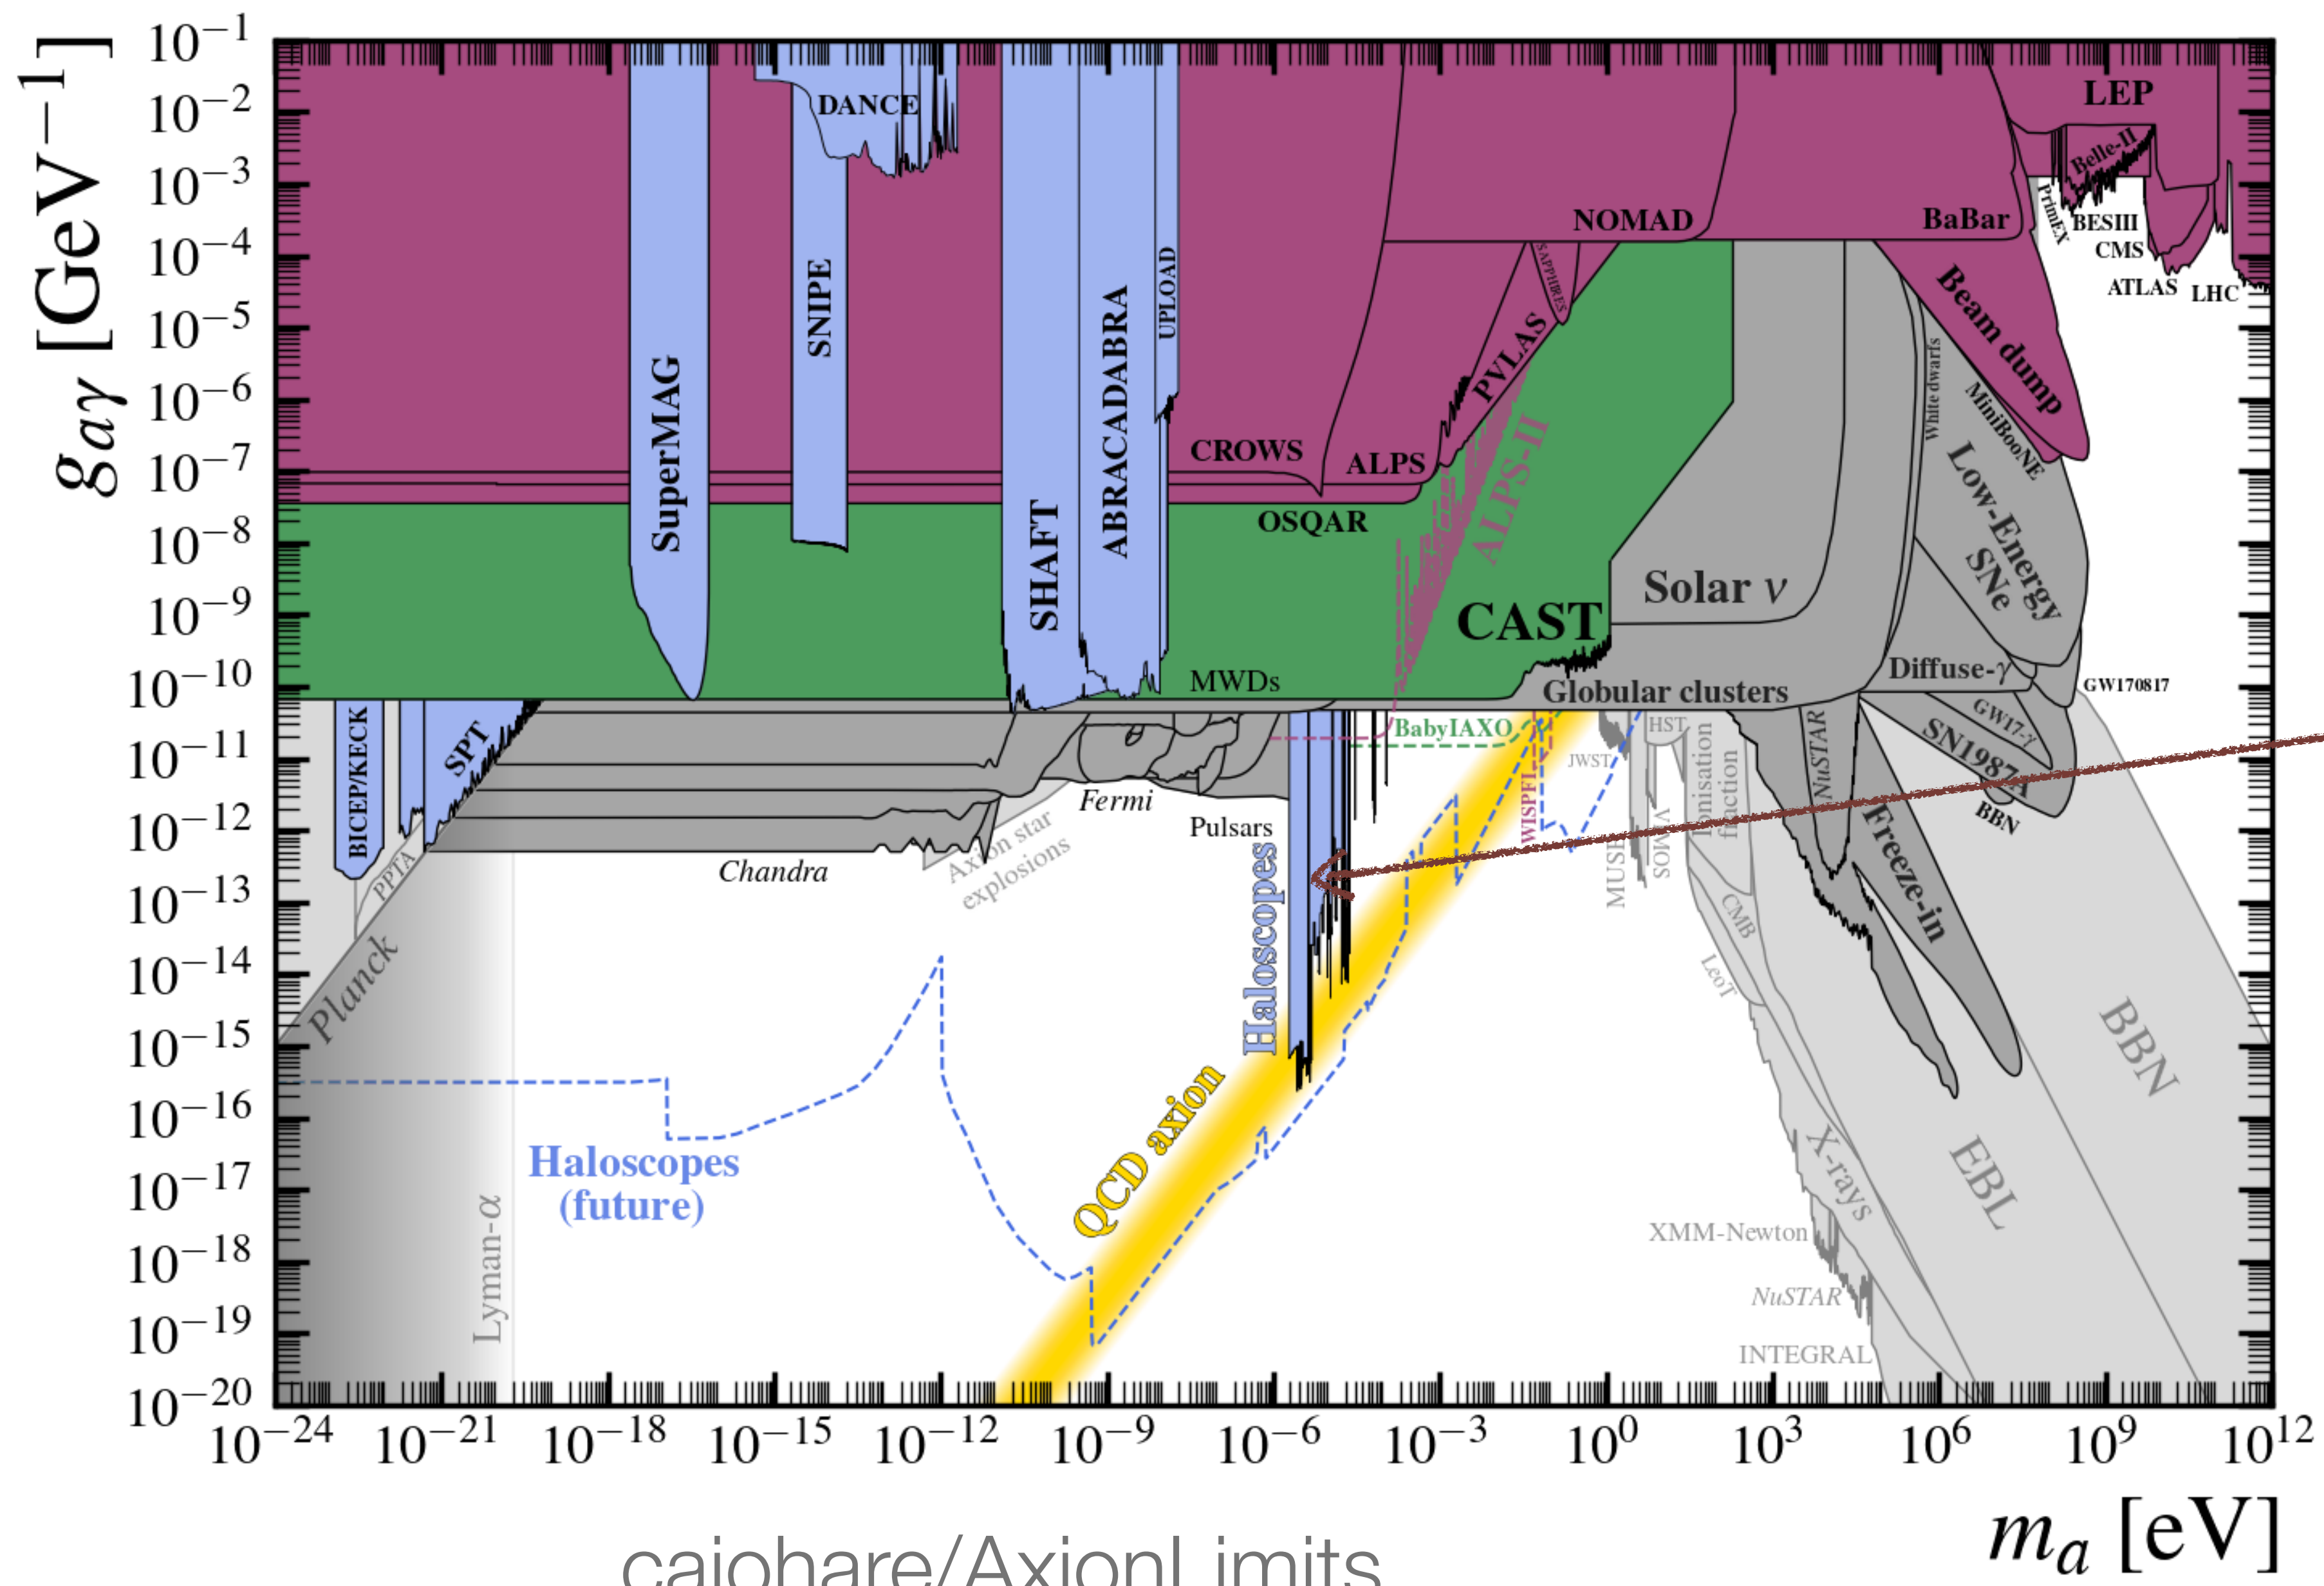 g_{aγ} [GeV^{−1}]
10^{−1}
10^{−2}
10^{−3}
10^{−4}
10^{−5}
10^{−6}
10^{−7}
10^{−8}
10^{−9}
10^{−10}
10^{−11}
10^{−12}
10^{−13}
10^{−14}
10^{−15}
10^{−16}
10^{−17}
10^{−18}
10^{−19}
10^{−20}
LEP
DANCE
Belle-II
PrimEX
BESIII
CMS
ATLAS
LHC
NOMAD
BaBar
SAPPHIRES
SNIPE
UPLOAD
ABRACADABRA
SuperMAG
SHAFT
PVLAS
Beam dump
White dwarfs
MiniBooNE
CROWS
ALPS
ALPS-II
OSQAR
Low-Energy
SNe
Solar ν
CAST
MWDs
Globular clusters
Diffuse-γ
GW170817
BICEP/KECK
SPT
BabyIAXO
HST
JWST
WISPFI
Ionisation
fraction
NuSTAR
GW17-γ
SN1987A
BBN
Fermi
Pulsars
PPTA
Chandra
Axion star
explosions
Haloscopes
MUSE
VIMOS
CMB
Freeze-in
LeoT
Planck
BBN
QCD axion
Haloscopes
(future)
X-rays
EBL
Lyman-α
XMM-Newton
NuSTAR
INTEGRAL
10^{−24}
10^{−21}
10^{−18}
10^{−15}
10^{−12}
10^{−9}
10^{−6}
10^{−3}
10^{0}
10^{3}
10^{6}
10^{9}
10^{12}
m_a [eV]
cajohare/AxionLimits